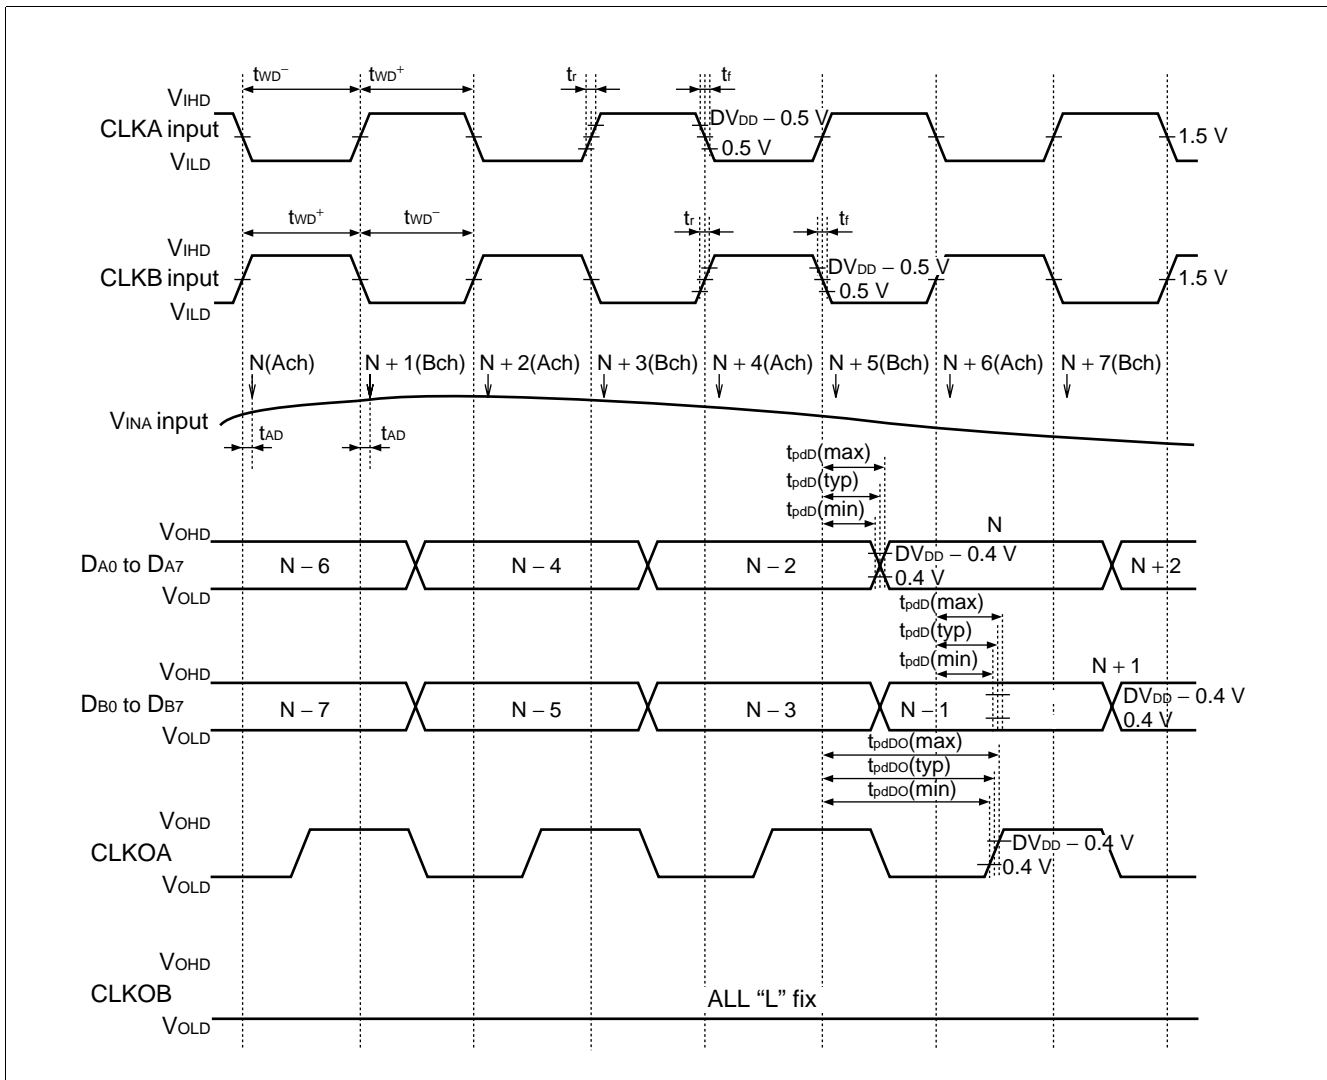 tWD− tWD+ tr tf
VIHD
CLKA input
VILD
DVDD − 0.5 V
0.5 V
1.5 V
tWD+ tWD− tr tf
VIHD
CLKB input
VILD
DVDD − 0.5 V
0.5 V
1.5 V
N(Ach) N + 1(Bch) N + 2(Ach) N + 3(Bch) N + 4(Ach) N + 5(Bch) N + 6(Ach) N + 7(Bch)
VINA input
tAD tAD
tpdD(max)
tpdD(typ)
tpdD(min)
VOHD
DA0 to DA7
VOLD
N − 6 N − 4 N − 2 N N + 2
DVDD − 0.4 V
0.4 V
tpdD(max)
tpdD(typ)
tpdD(min)
VOHD
DB0 to DB7
VOLD
N − 7 N − 5 N − 3 N − 1 N + 1
DVDD − 0.4 V
0.4 V
tpdDO(max)
tpdDO(typ)
tpdDO(min)
VOHD
CLKOA
VOLD
DVDD − 0.4 V
0.4 V
VOHD
CLKOB
VOLD
ALL “L” fix